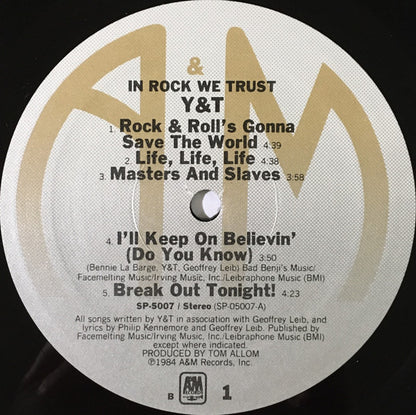 A&M
IN ROCK WE TRUST
Y&T
1. Rock & Roll's Gonna
Save The World 4:39
2. Life, Life, Life 4:38
3. Masters And Slaves 3:58
4. I'll Keep On Believin'
(Do You Know) 3:50
(Bennie La Barge, Y&T, Geoffrey Leib) Bad Benji's Music/
Facemelting Music/Irving Music, Inc./Leibraphone Music (BMI)
5. Break Out Tonight! 4:23
SP-5007 / Stereo (SP-05007-A)
All songs written by Y&T in association with Geoffrey Leib, and
lyrics by Philip Kennemore and Geoffrey Leib. Published by
Facemelting Music/Irving Music, Inc./Leibraphone Music (BMI)
except where indicated.
PRODUCED BY TOM ALLOM
℗1984 A&M Records, Inc.
B A&M 1